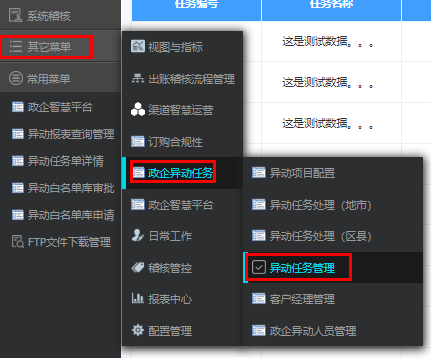 系统稽核
其它菜单
常用菜单
政企智慧平台
异动报表查询管理
异动任务单详情
异动白名单库审批
异动白名单库申请
FTP文件下载管理
视图与指标
出账稽核流程管理
渠道智慧运营
订购合规性
政企异动任务
政企智慧平台
日常工作
稽核管控
报表中心
配置管理
异动项目配置
异动任务处理（地市）
异动任务处理（区县）
异动任务管理
客户经理管理
政企异动人员管理
任务编号 任务名称
这是测试数据。。。
这是测试数据。。。
这是测试数据。。。